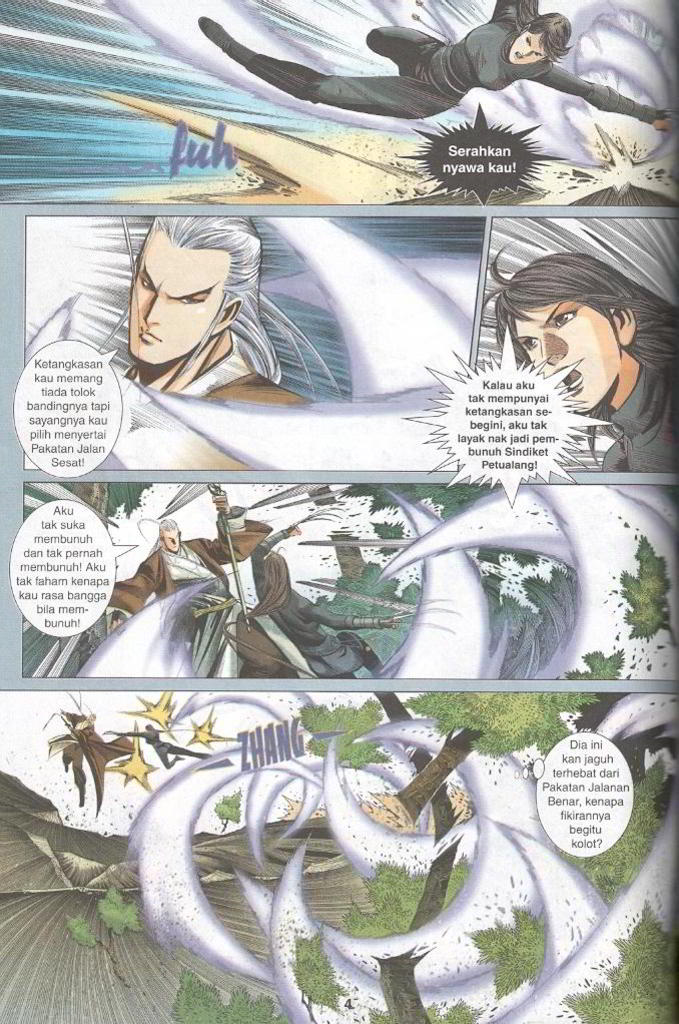 fuh
Serahkan
nyawa kau!
Ketangkasan
kau memang
tiada tolok
bandingnya tapi
sayangnya kau
pilih menyertai
Pakatan Jalan
Sesat!
Kalau aku
tak mempunyai
ketangkasan se-
begini, aku tak
layak nak jadi pem-
bunuh Sindiket
Petualang!
Aku
tak suka
membunuh
dan tak pernah
membunuh! Aku
tak faham kenapa
kau rasa bangga
bila mem-
bunuh!
ZHANG
Dia ini
kan jaguh
terhebat dari
Pakatan Jalanan
Benar, kenapa
fikirannya
begitu
kolot?
4